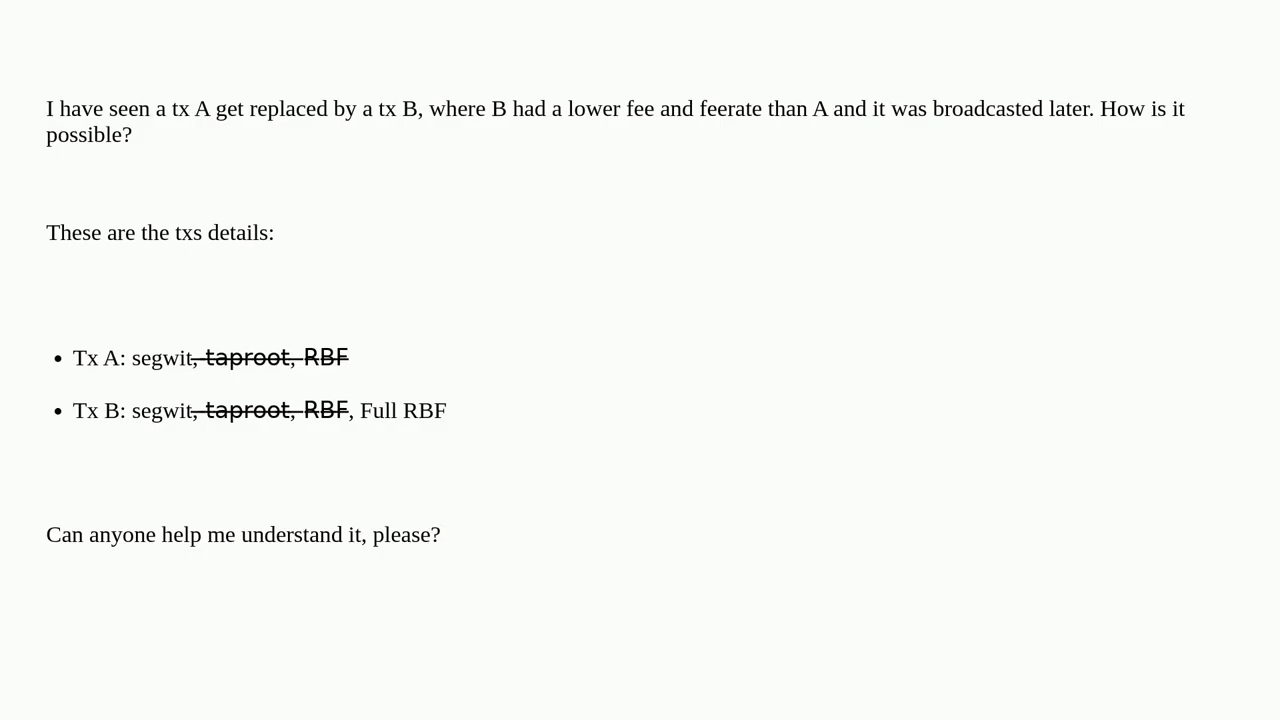 I have seen a tx A get replaced by a tx B, where B had a lower fee and feerate than A and it was broadcasted later. How is it
possible?
These are the txs details:
• Tx A: segwit, taproot, RBF
• Tx B: segwit, taproot, RBF, Full RBF
Can anyone help me understand it, please?